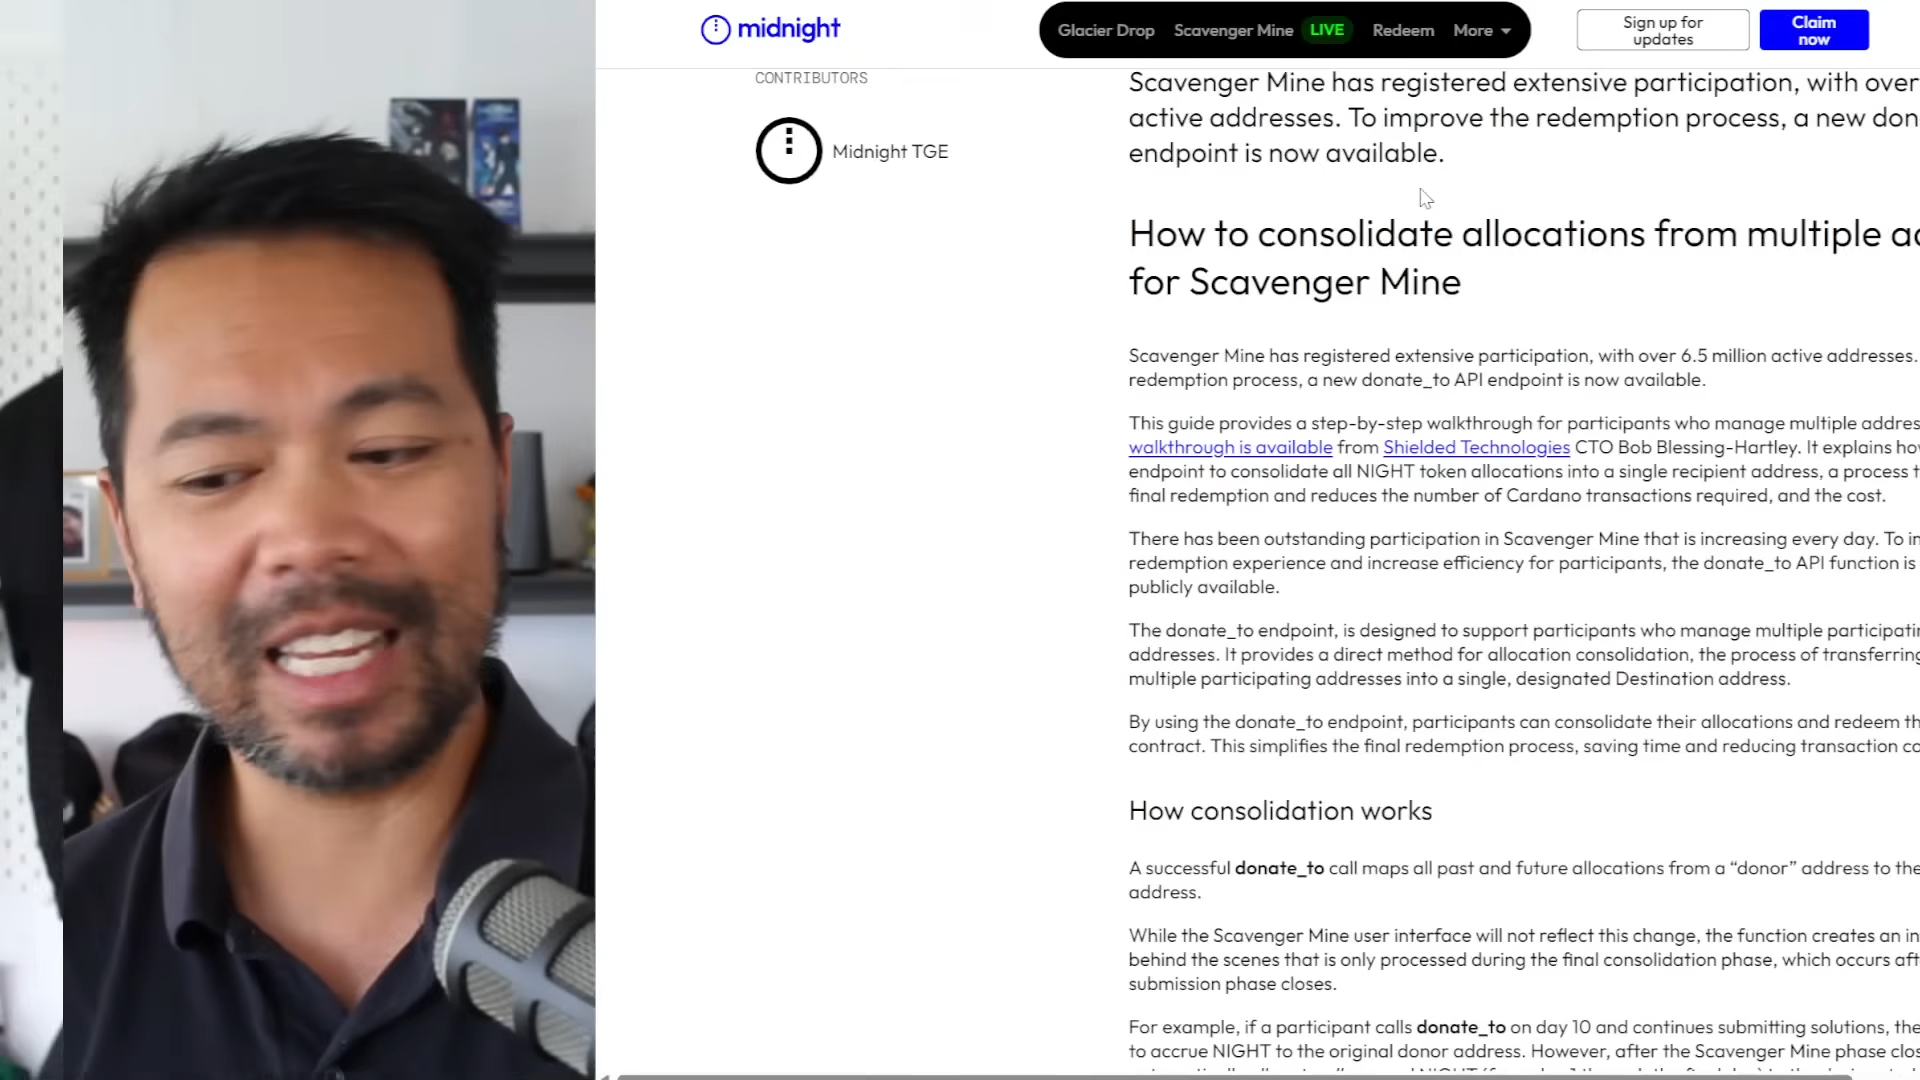 midnight
Glacier Drop Scavenger Mine LIVE Redeem More
Sign up for
updates
Claim
now
CONTRIBUTORS
Midnight TGE
Scavenger Mine has registered extensive participation, with over
active addresses. To improve the redemption process, a new don
endpoint is now available.
How to consolidate allocations from multiple ad
for Scavenger Mine
Scavenger Mine has registered extensive participation, with over 6.5 million active addresses.
redemption process, a new donate_to API endpoint is now available.
This guide provides a step-by-step walkthrough for participants who manage multiple addres
walkthrough is available from Shielded Technologies CTO Bob Blessing-Hartley. It explains how
endpoint to consolidate all NIGHT token allocations into a single recipient address, a process t
final redemption and reduces the number of Cardano transactions required, and the cost.
There has been outstanding participation in Scavenger Mine that is increasing every day. To in
redemption experience and increase efficiency for participants, the donate_to API function is
publicly available.
The donate_to endpoint, is designed to support participants who manage multiple participatin
addresses. It provides a direct method for allocation consolidation, the process of transferring
multiple participating addresses into a single, designated Destination address.
By using the donate_to endpoint, participants can consolidate their allocations and redeem th
contract. This simplifies the final redemption process, saving time and reducing transaction co
How consolidation works
A successful donate_to call maps all past and future allocations from a “donor” address to the
address.
While the Scavenger Mine user interface will not reflect this change, the function creates an in
behind the scenes that is only processed during the final consolidation phase, which occurs aft
submission phase closes.
For example, if a participant calls donate_to on day 10 and continues submitting solutions, the
to accrue NIGHT to the original donor address. However, after the Scavenger Mine phase clos